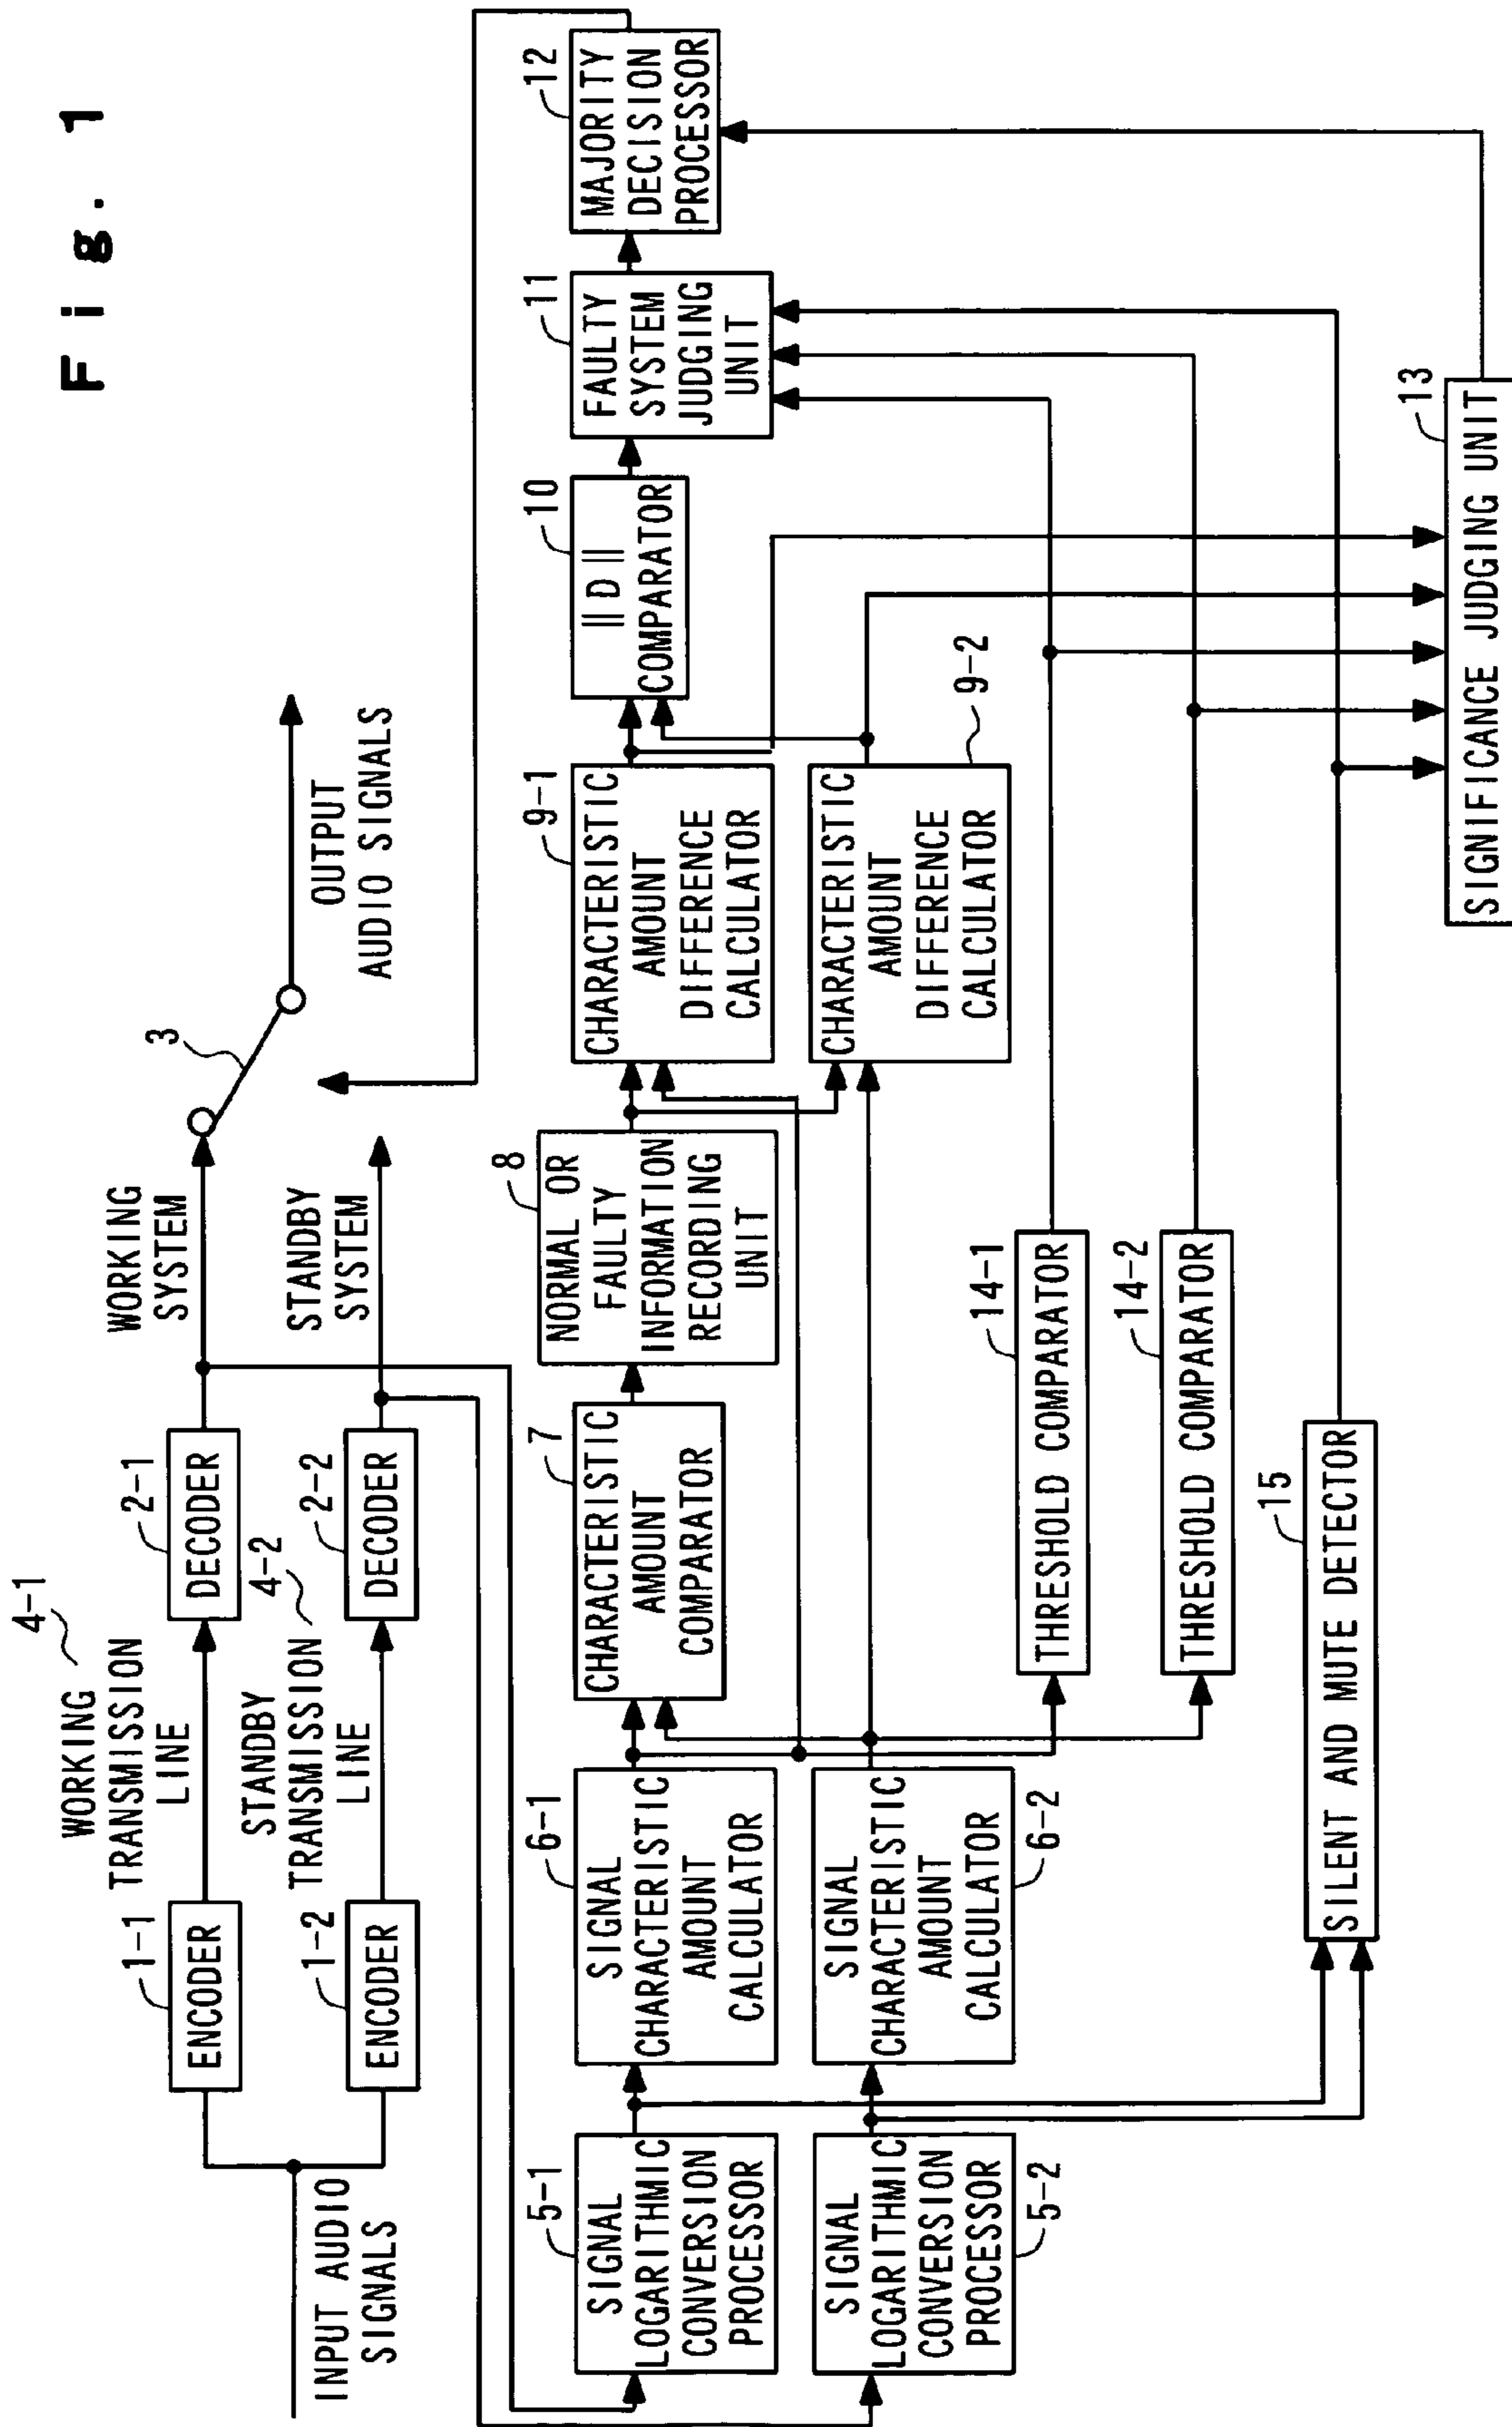 Fig. 1
INPUT AUDIO
SIGNALS
1-1
ENCODER
1-2
ENCODER
4-1
WORKING
TRANSMISSION
LINE
4-2
STANDBY
TRANSMISSION
LINE
2-1
DECODER
2-2
DECODER
WORKING
SYSTEM
STANDBY
SYSTEM
3
OUTPUT
AUDIO SIGNALS
5-1
SIGNAL
LOGARITHMIC
CONVERSION
PROCESSOR
5-2
SIGNAL
LOGARITHMIC
CONVERSION
PROCESSOR
6-1
SIGNAL
CHARACTERISTIC
AMOUNT
CALCULATOR
6-2
SIGNAL
CHARACTERISTIC
AMOUNT
CALCULATOR
7
CHARACTERISTIC
AMOUNT
COMPARATOR
8
NORMAL OR
FAULTY
INFORMATION
RECORDING
UNIT
9-1
CHARACTERISTIC
AMOUNT
DIFFERENCE
CALCULATOR
9-2
CHARACTERISTIC
AMOUNT
DIFFERENCE
CALCULATOR
10
||D||
COMPARATOR
11
FAULTY
SYSTEM
JUDGING
UNIT
12
MAJORITY
DECISION
PROCESSOR
14-1
THRESHOLD COMPARATOR
14-2
THRESHOLD COMPARATOR
15
SILENT AND MUTE DETECTOR
13
SIGNIFICANCE JUDGING UNIT